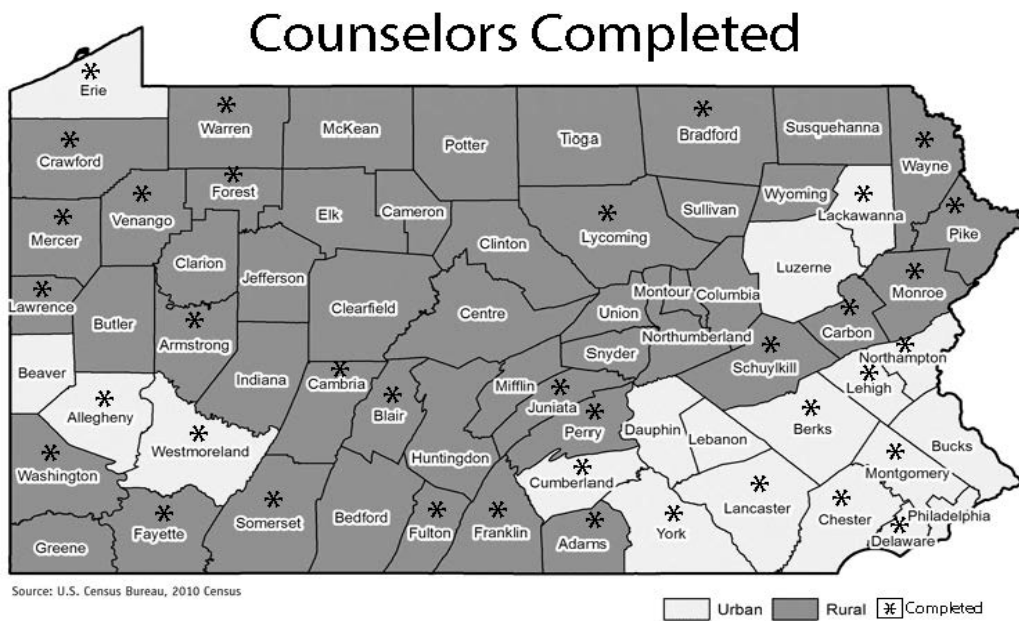 Counselors Completed
Erie
Warren
McKean
Potter
Tioga
Bradford
Susquehanna
Wayne
Crawford
Forest
Venango
Elk
Cameron
Sullivan
Wyoming
Lackawanna
Pike
Mercer
Clarion
Jefferson
Clinton
Lycoming
Luzerne
Monroe
Lawrence
Butler
Armstrong
Clearfield
Centre
Union
Montour
Columbia
Northumberland
Carbon
Beaver
Indiana
Cambria
Blair
Mifflin
Snyder
Juniata
Schuylkill
Northampton
Lehigh
Allegheny
Westmoreland
Huntingdon
Perry
Dauphin
Lebanon
Berks
Bucks
Washington
Cumberland
Montgomery
Greene
Fayette
Somerset
Bedford
Fulton
Franklin
Adams
York
Lancaster
Chester
Delaware
Philadelphia
Source: U.S. Census Bureau, 2010 Census
Urban Rural Completed